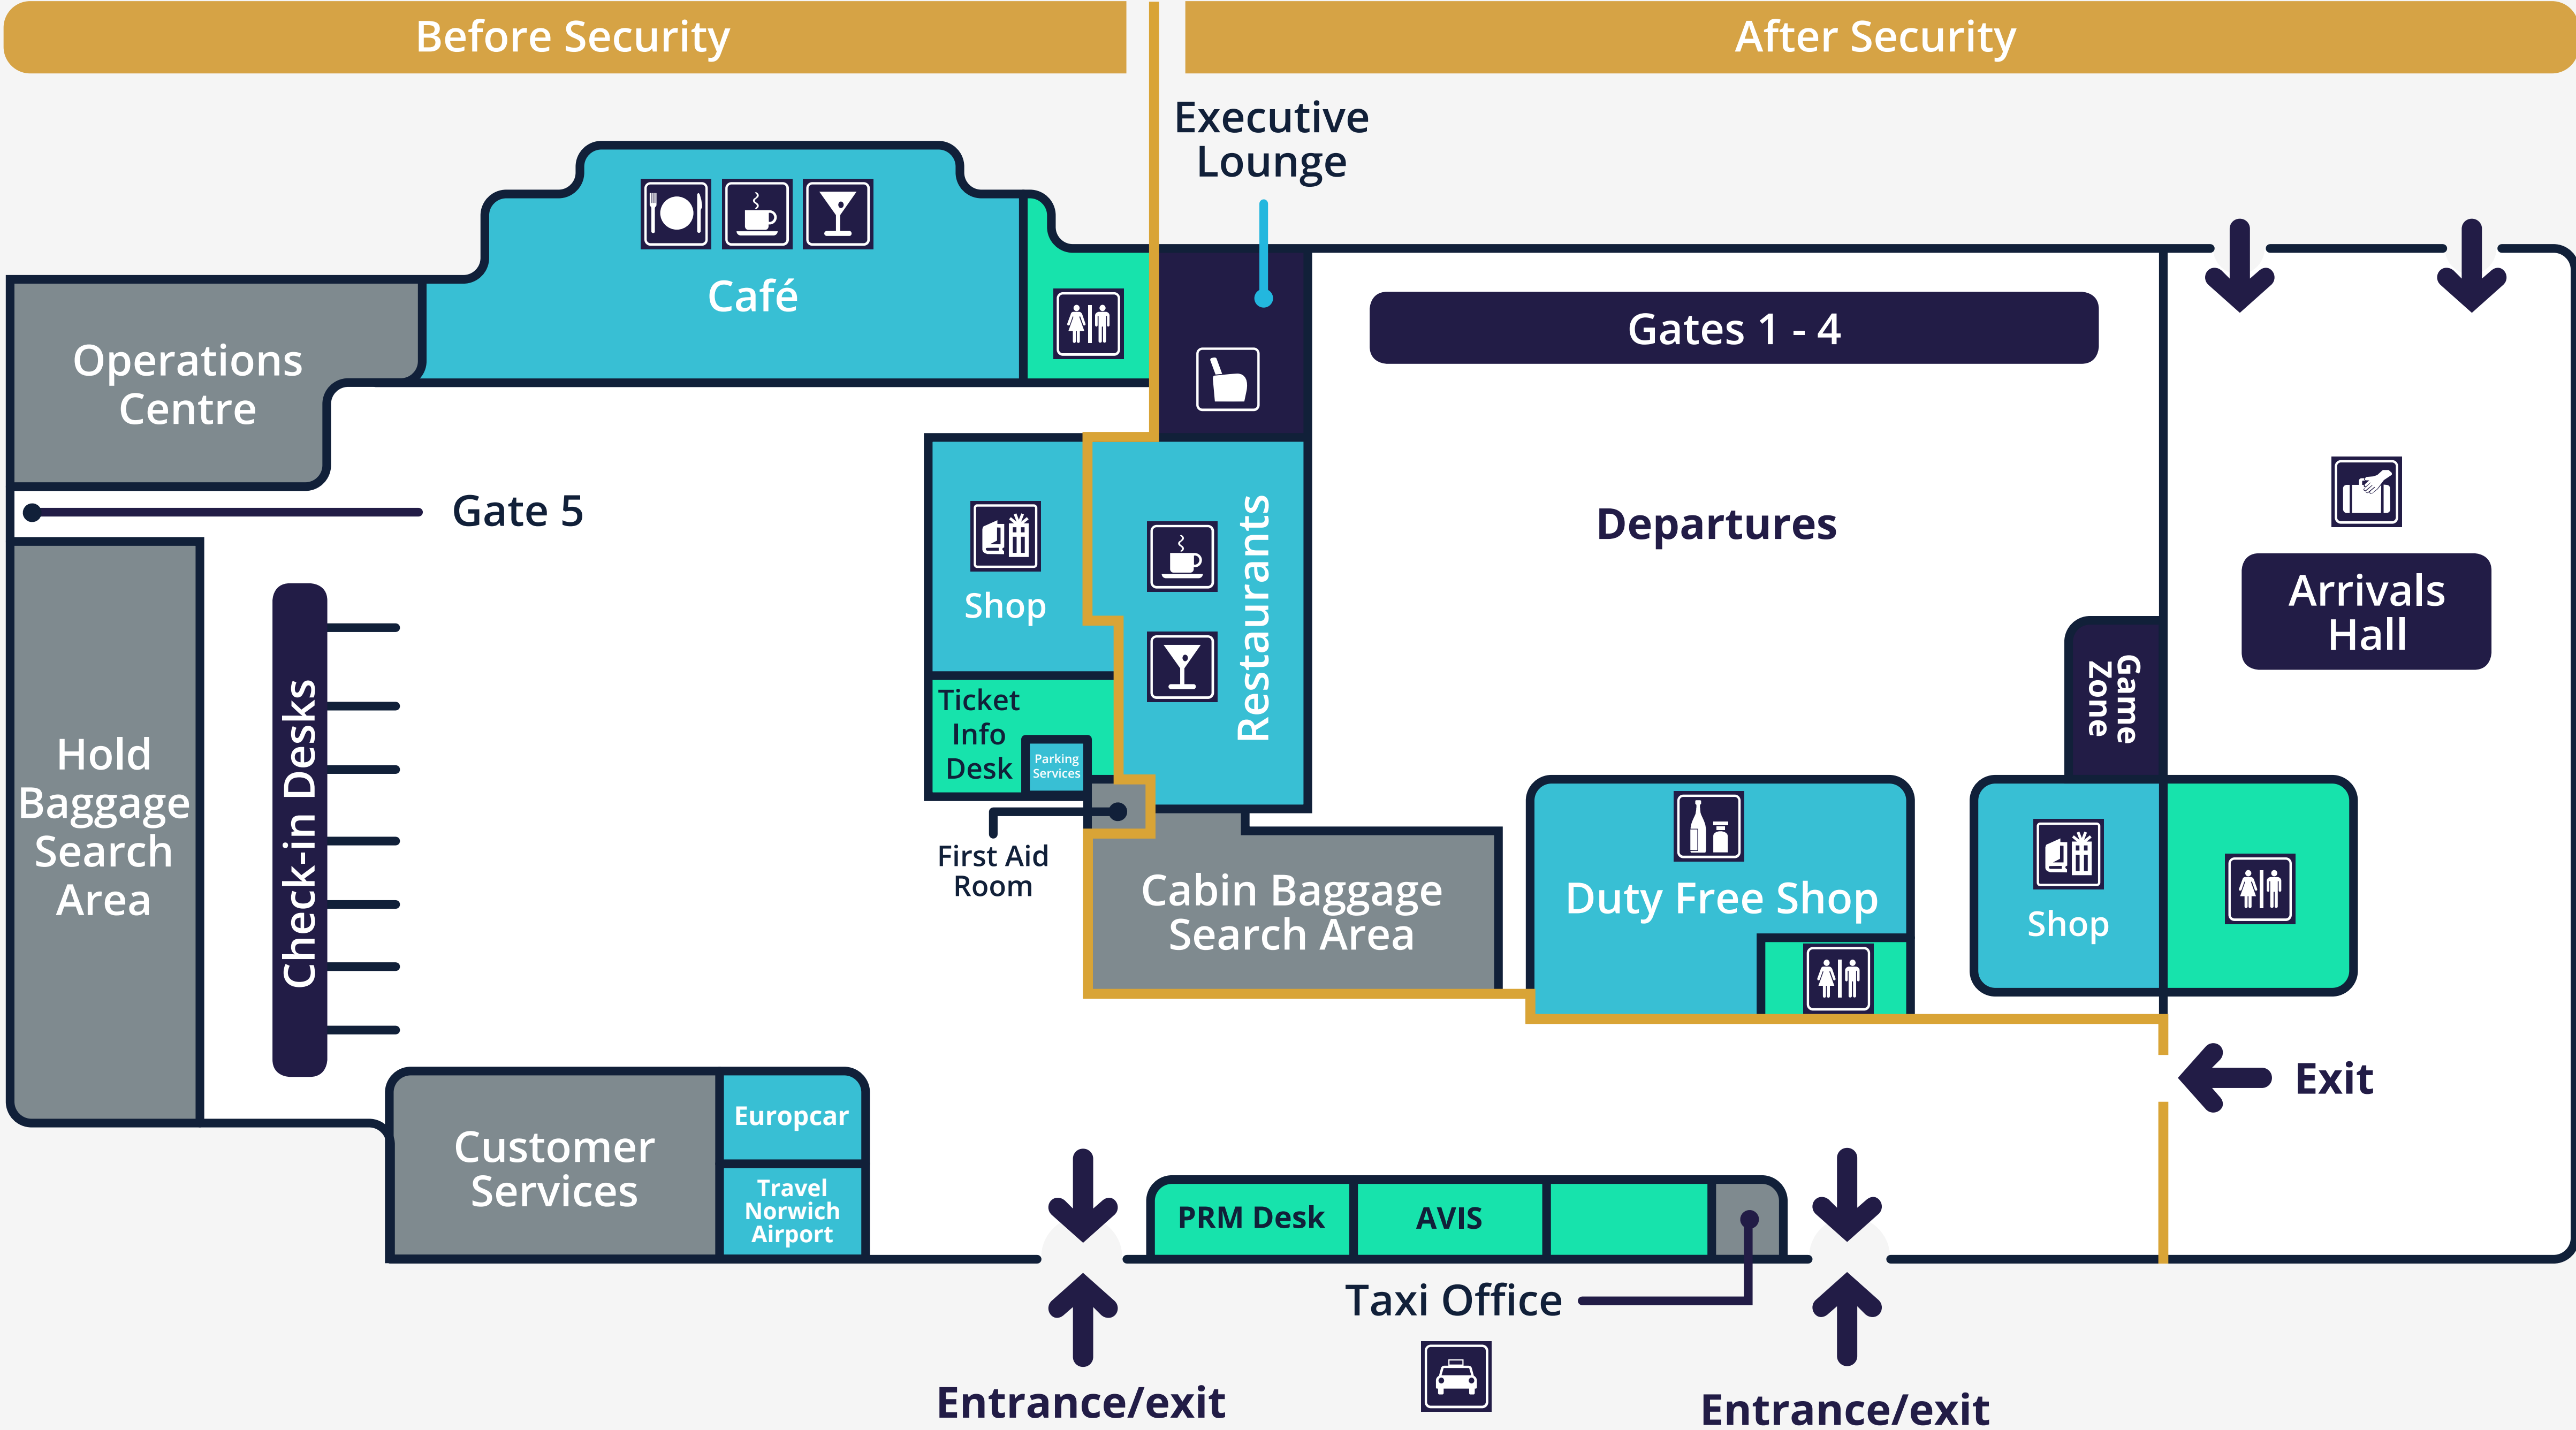 Before Security
After Security
Executive
Lounge
Café
Operations
Centre
Gates 1 - 4
Gate 5
Departures
Shop
Restaurants
Arrivals
Hall
Game
Zone
Ticket
Info
Desk
Parking
Services
Hold
Baggage
Search
Area
Check-in Desks
First Aid
Room
Cabin Baggage
Search Area
Duty Free Shop
Shop
Exit
Customer
Services
Europcar
Travel
Norwich
Airport
PRM Desk
AVIS
Taxi Office
Entrance/exit
Entrance/exit